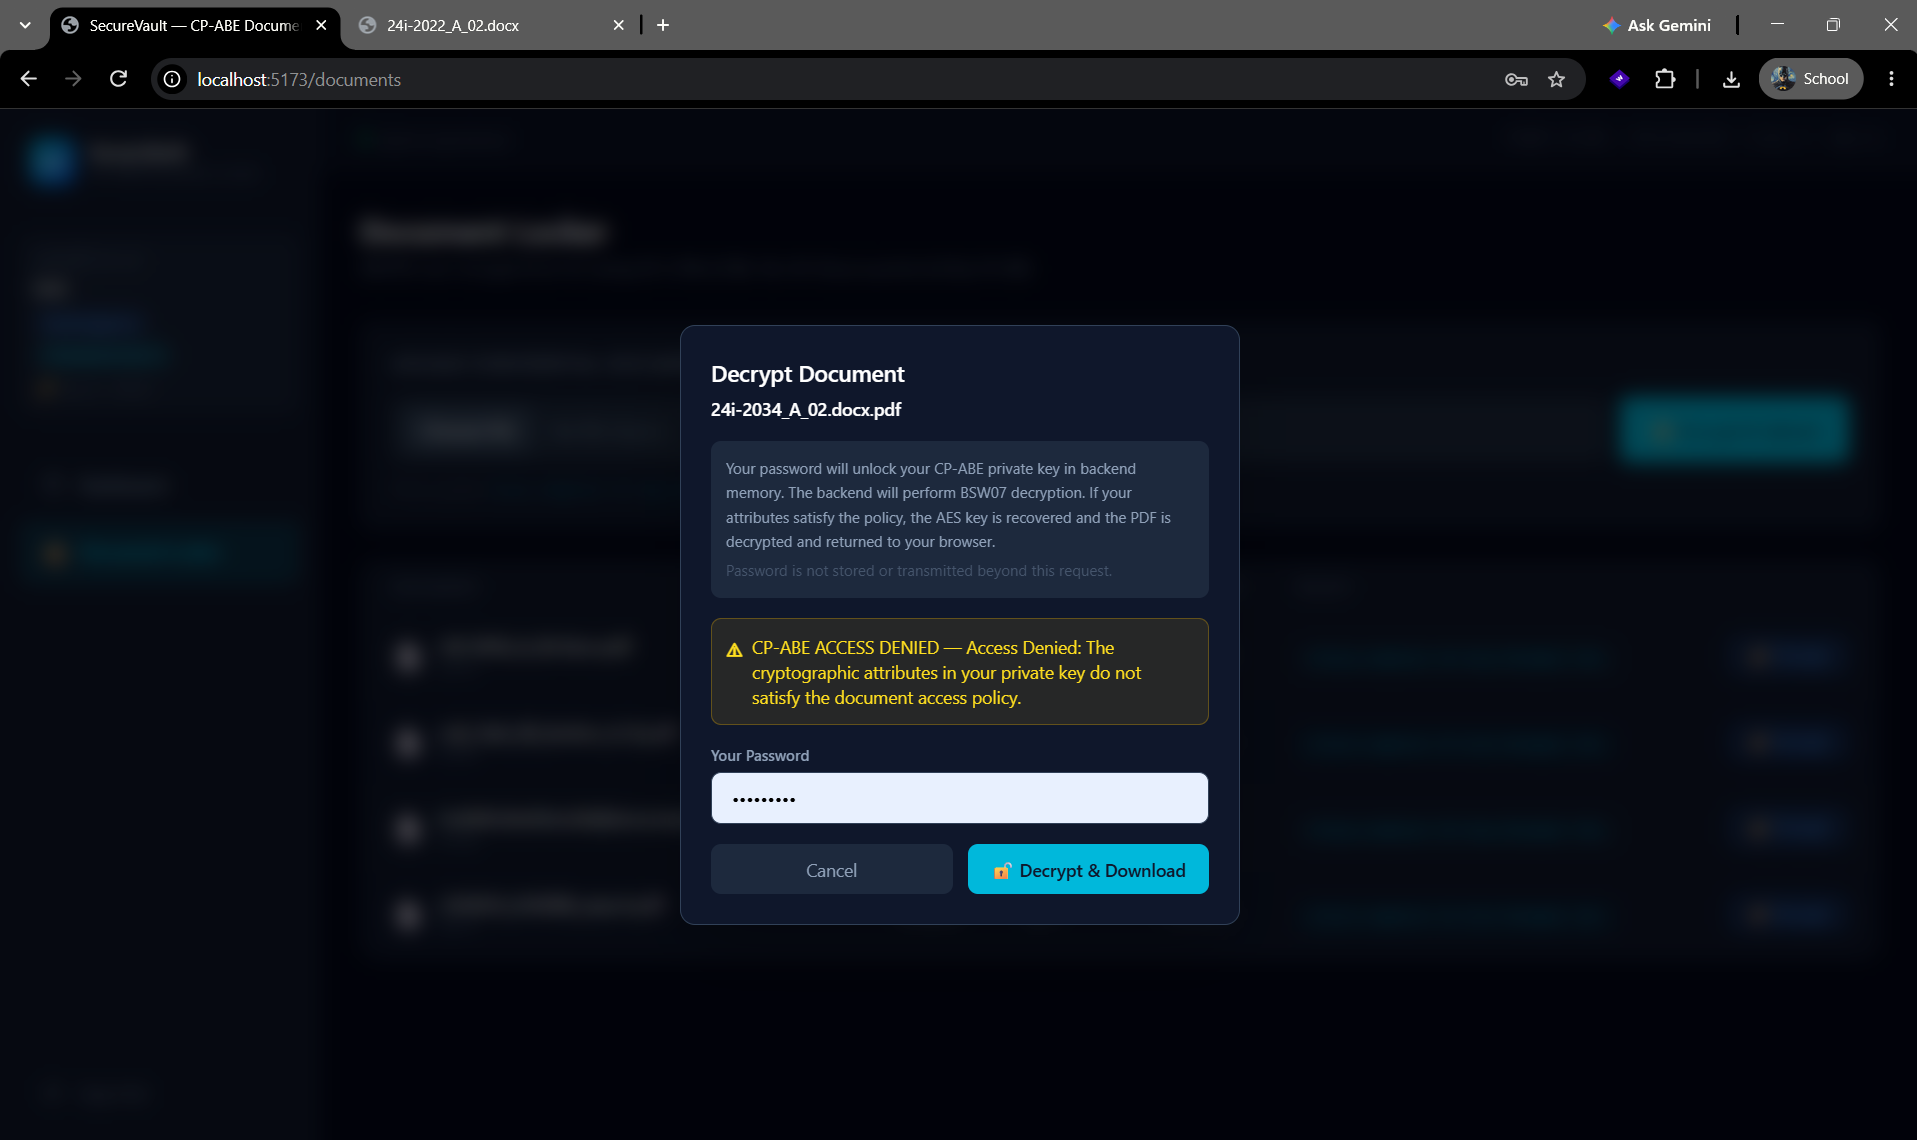 SecureVault — CP-ABE Docume
24i-2022_A_02.docx
Ask Gemini
localhost:5173/documents
School
Document Locker
Decrypt Document
24i-2034_A_02.docx.pdf
Your password will unlock your CP-ABE private key in backend
memory. The backend will perform BSW07 decryption. If your
attributes satisfy the policy, the AES key is recovered and the PDF is
decrypted and returned to your browser.
Password is not stored or transmitted beyond this request.
CP-ABE ACCESS DENIED — Access Denied: The
cryptographic attributes in your private key do not
satisfy the document access policy.
Your Password
•••••••••
Cancel
Decrypt & Download